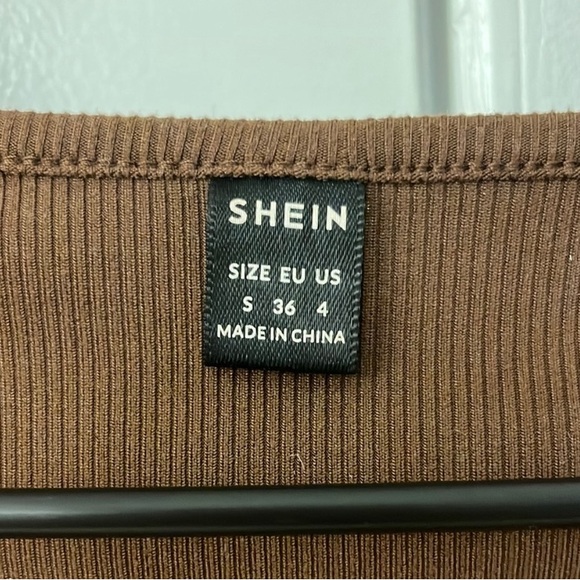 SHEIN
SIZE EU US
S 36 4
MADE IN CHINA